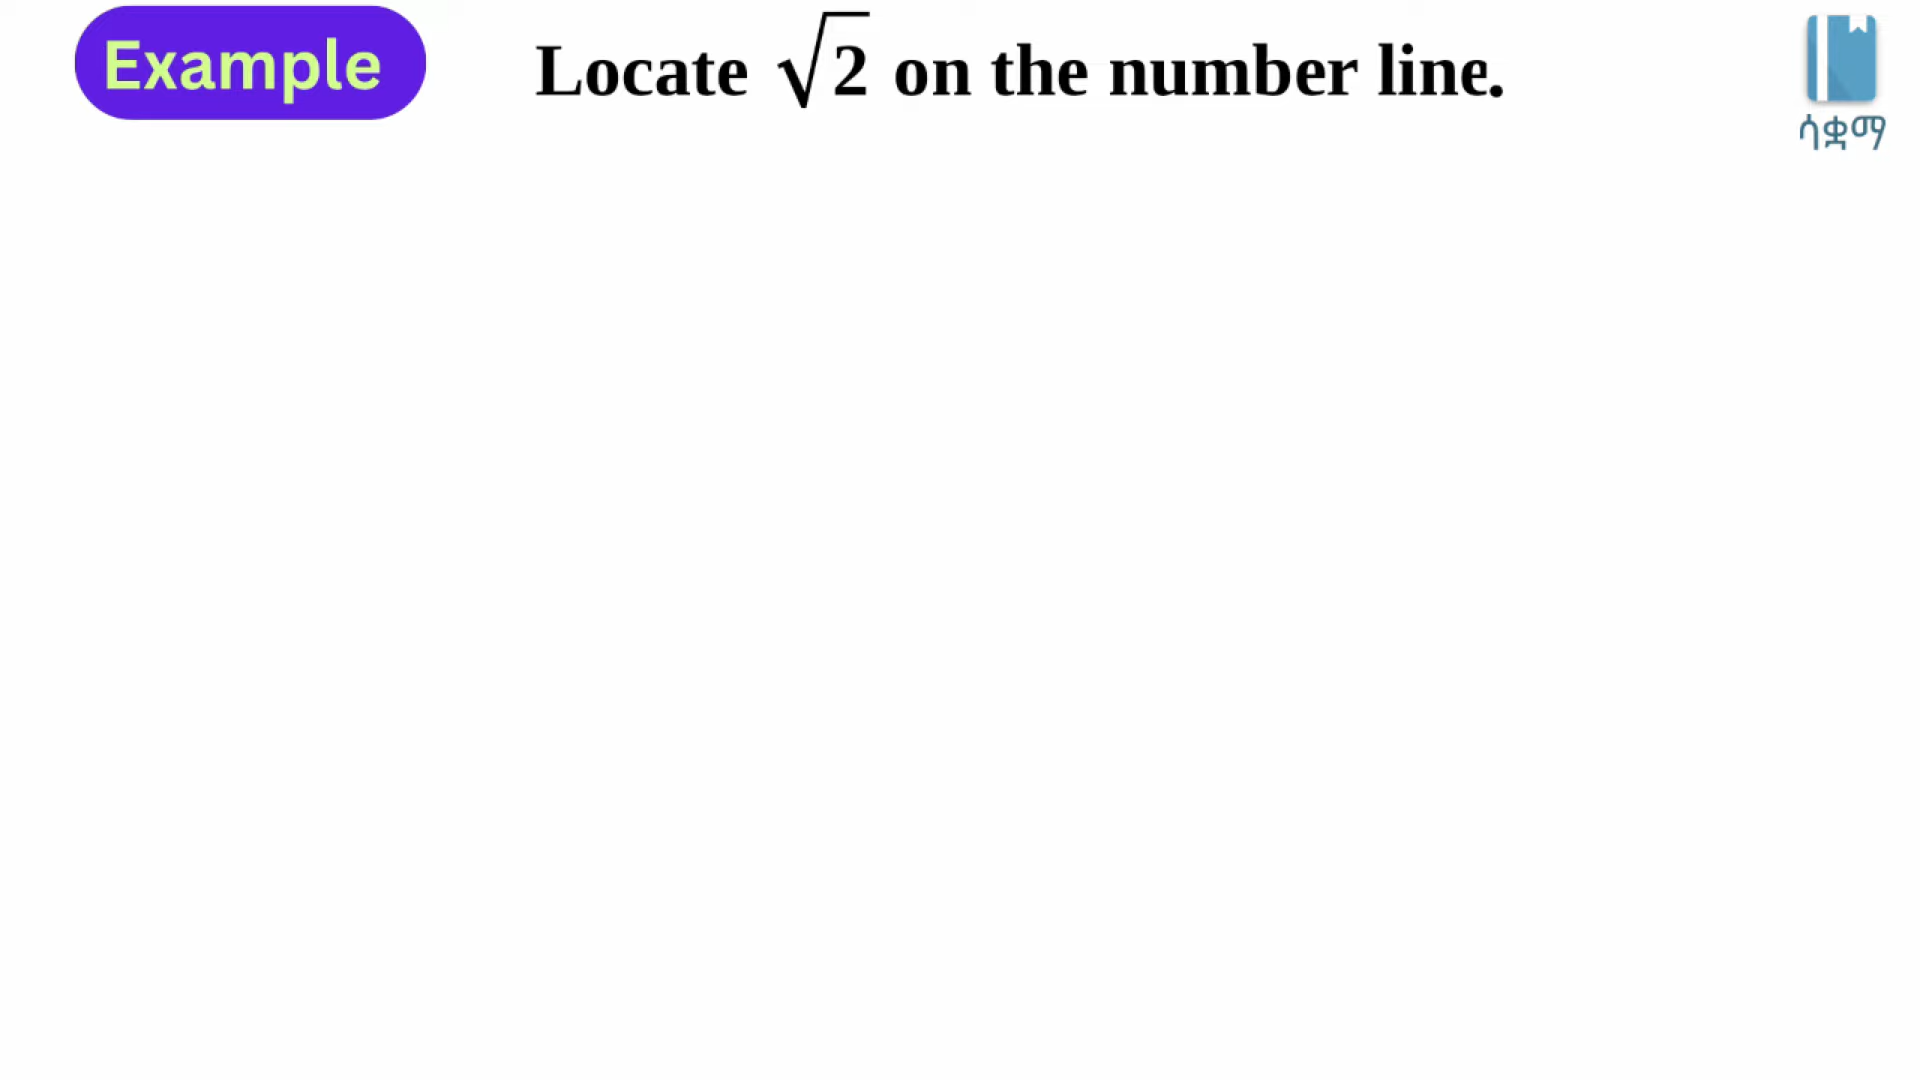 Example
Locate √2 on the number line.
ሳቋማ